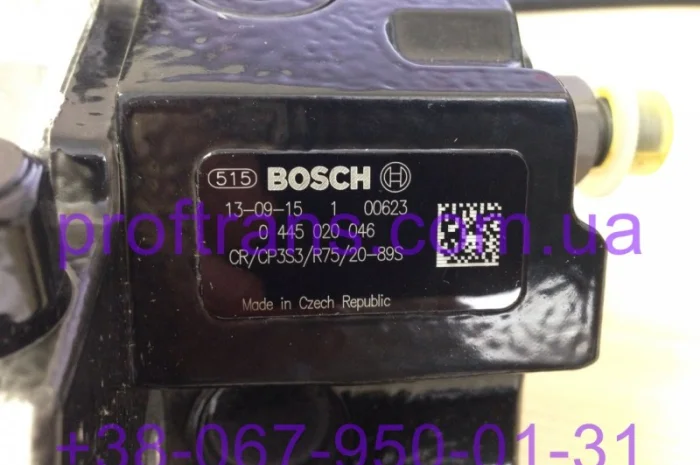 515 BOSCH
13-09-15 1 00623
proftrans.com.ua
0 445 020 046
CR/CP3S3/R75/20-89S
Made in Czech Republic
+38-067-950-01-31